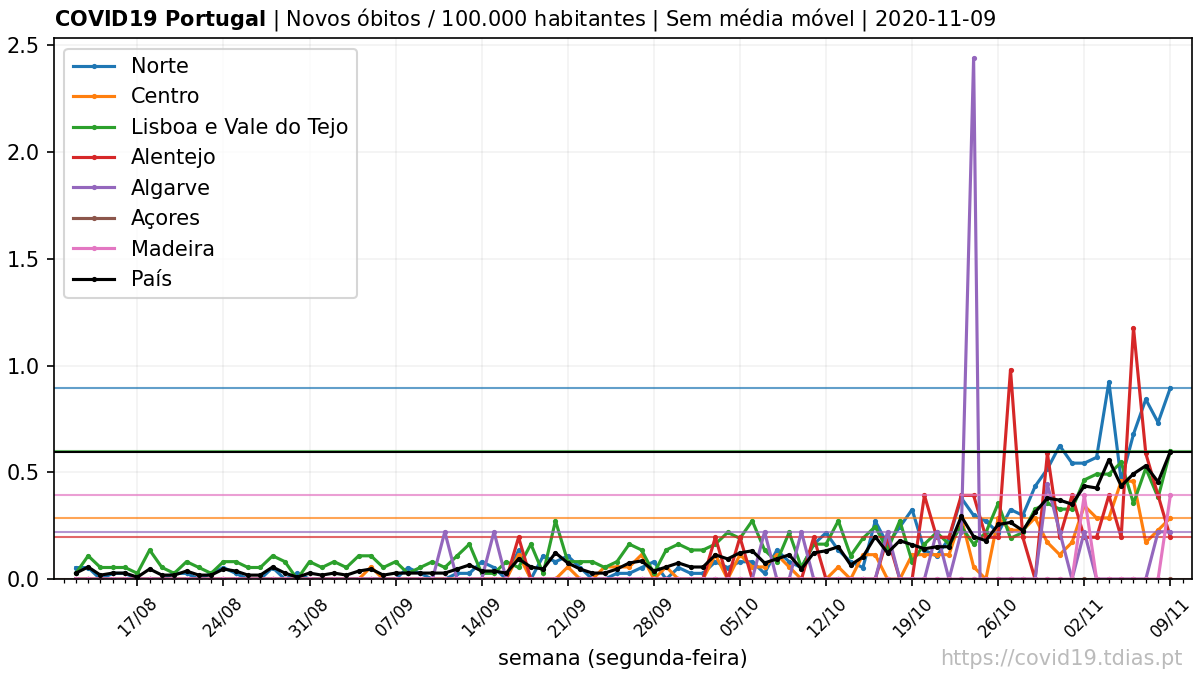 COVID19 Portugal | Novos óbitos / 100.000 habitantes | Sem média móvel | 2020-11-09
2.5
2.0
1.5
1.0
0.5
0.0
Norte
Centro
Lisboa e Vale do Tejo
Alentejo
Algarve
Açores
Madeira
País
17/08
24/08
31/08
07/09
14/09
21/09
28/09
05/10
12/10
19/10
26/10
02/11
09/11
semana (segunda-feira)
https://covid19.tdias.pt